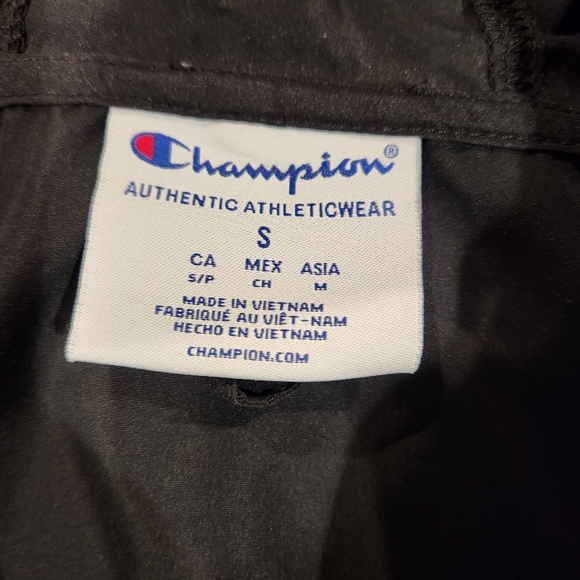 Champion®
AUTHENTIC ATHLETICWEAR
S
CA MEX ASIA
S/P CH M
MADE IN VIETNAM
FABRIQUÉ AU VIÊT-NAM
HECHO EN VIETNAM
CHAMPION.COM